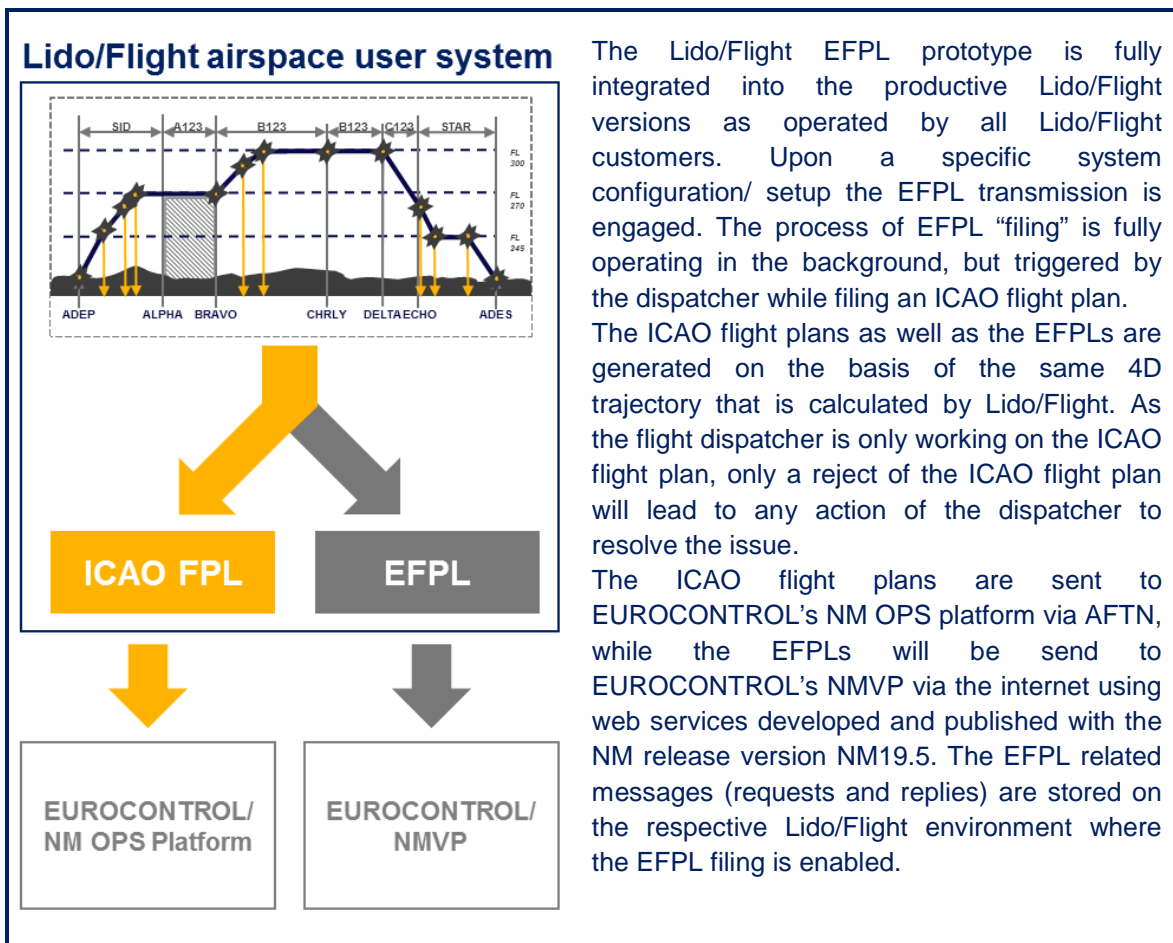 Lido/Flight airspace user system
SID A123 B123 B123 C123 STAR
FL
300
FL
270
FL
245
ADEP ALPHA BRAVO CHRLY DELTA ECHO ADES
ICAO FPL
EFPL
EUROCONTROL/
NM OPS Platform
EUROCONTROL/
NMVP
The Lido/Flight EFPL prototype is fully
integrated into the productive Lido/Flight
versions as operated by all Lido/Flight
customers. Upon a specific system
configuration/ setup the EFPL transmission is
engaged. The process of EFPL “filing” is fully
operating in the background, but triggered by
the dispatcher while filing an ICAO flight plan.
The ICAO flight plans as well as the EFPLs are
generated on the basis of the same 4D
trajectory that is calculated by Lido/Flight. As
the flight dispatcher is only working on the ICAO
flight plan, only a reject of the ICAO flight plan
will lead to any action of the dispatcher to
resolve the issue.
The ICAO flight plans are sent to
EUROCONTROL’s NM OPS platform via AFTN,
while the EFPLs will be send to
EUROCONTROL’s NMVP via the internet using
web services developed and published with the
NM release version NM19.5. The EFPL related
messages (requests and replies) are stored on
the respective Lido/Flight environment where
the EFPL filing is enabled.